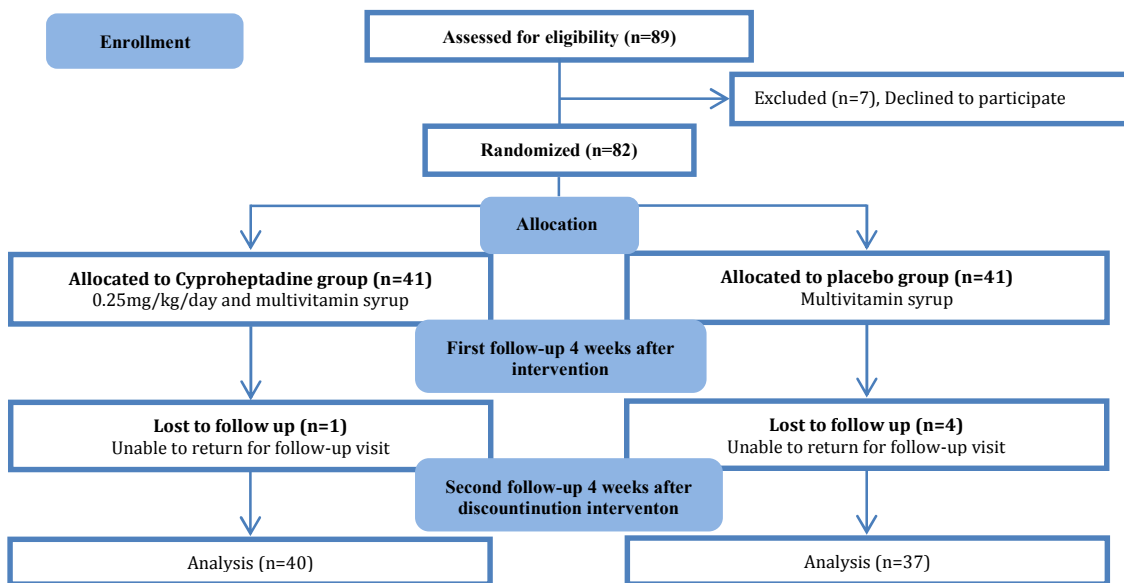 Enrollment
Assessed for eligibility (n=89)
Excluded (n=7), Declined to participate
Randomized (n=82)
Allocation
Allocated to Cyproheptadine group (n=41)
0.25mg/kg/day and multivitamin syrup
Allocated to placebo group (n=41)
Multivitamin syrup
First follow-up 4 weeks after
intervention
Lost to follow up (n=1)
Unable to return for follow-up visit
Lost to follow up (n=4)
Unable to return for follow-up visit
Second follow-up 4 weeks after
discountinution interventon
Analysis (n=40)
Analysis (n=37)